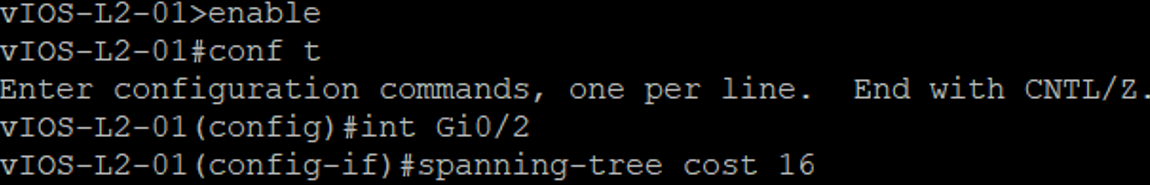 vIOS-L2-01>enable
vIOS-L2-01#conf t
Enter configuration commands, one per line.  End with CNTL/Z.
vIOS-L2-01(config)#int Gi0/2
vIOS-L2-01(config-if)#spanning-tree cost 16